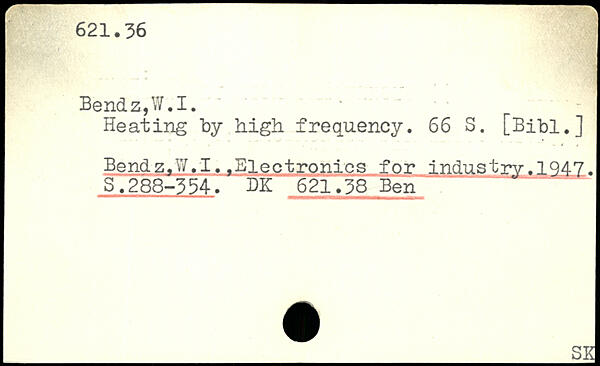 621.36
Bendz,W.I.
Heating by high frequency. 66 S. [Bibl.]
Bendz,W.I.,Electronics for industry.1947.
S.288-354. DK 621.38 Ben
SK